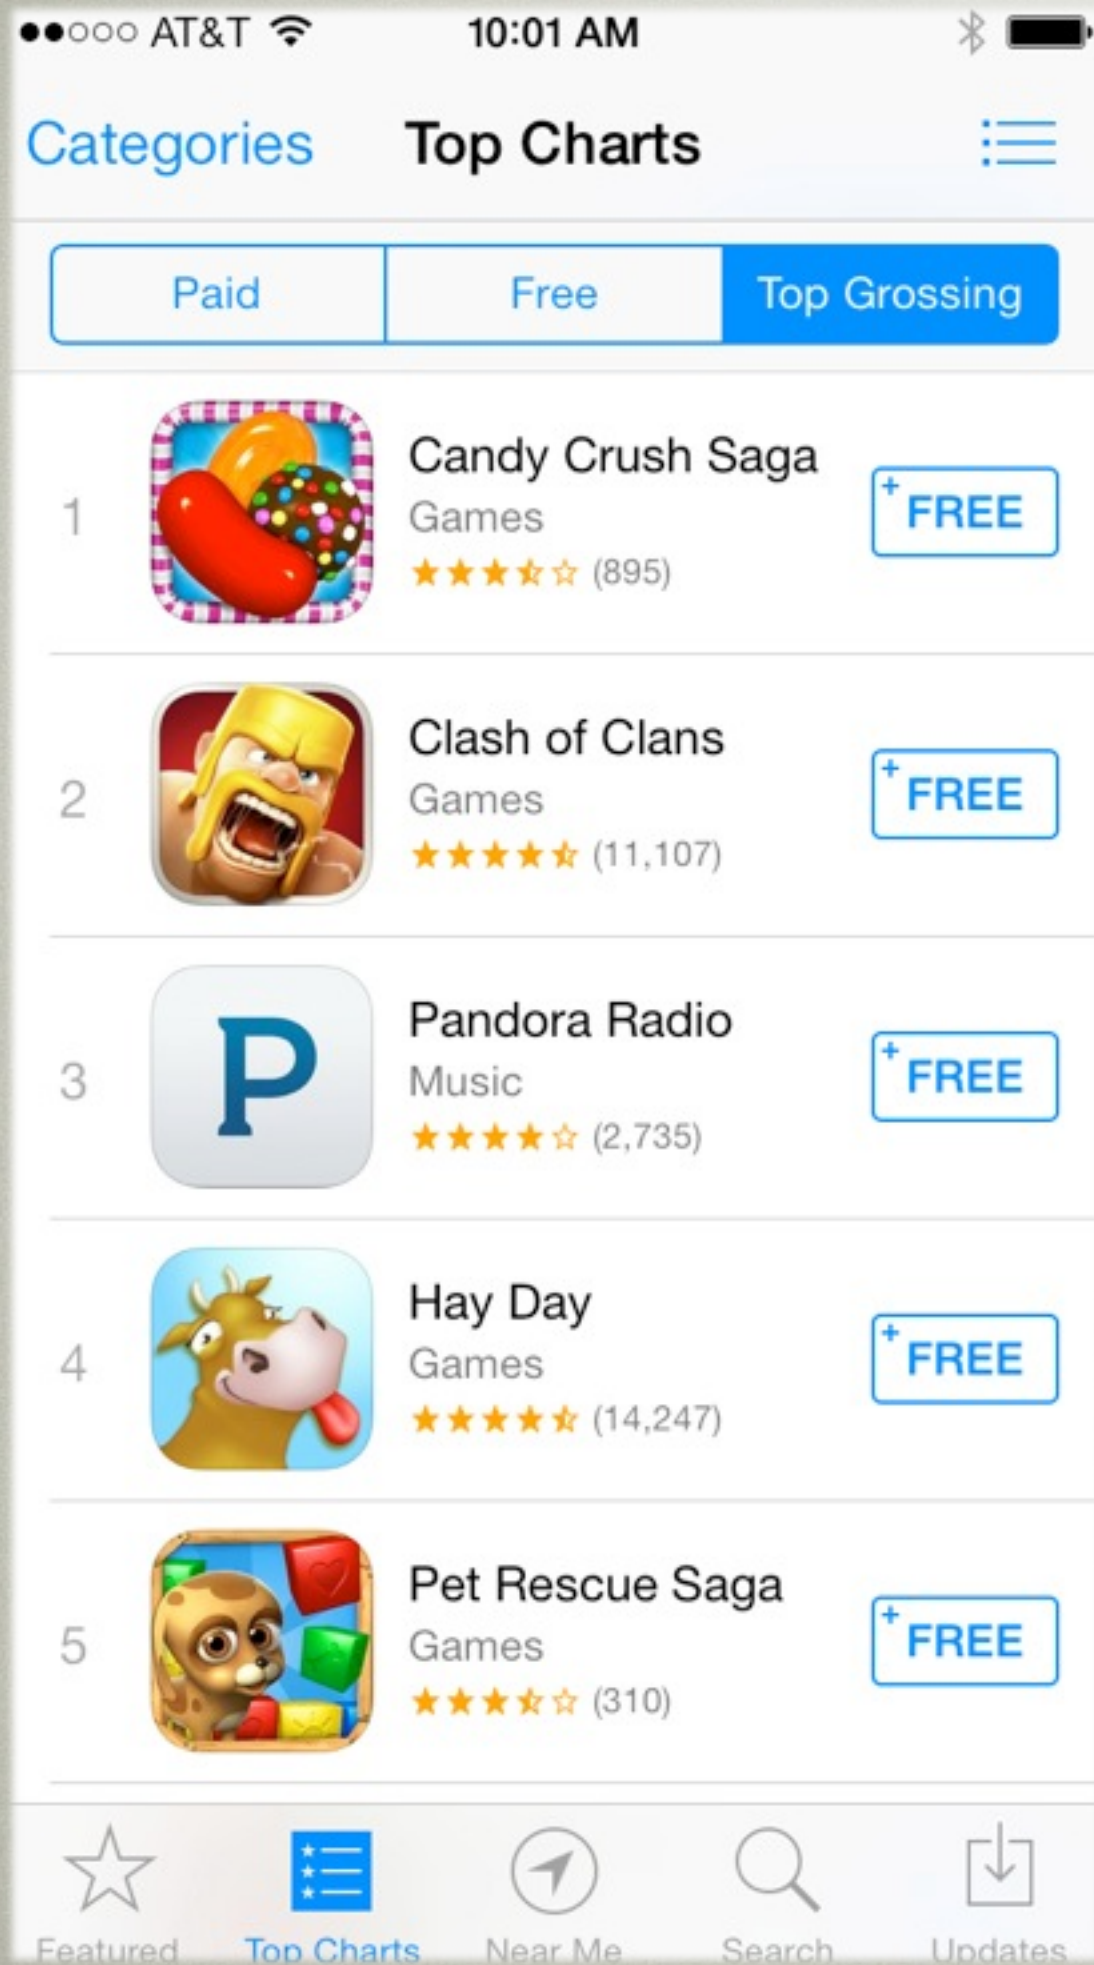 AT&T 10:01 AM
Categories Top Charts
Paid Free Top Grossing
1 Candy Crush Saga + FREE
Games
(895)
2 Clash of Clans + FREE
Games
(11,107)
3 P Pandora Radio + FREE
Music
(2,735)
4 Hay Day + FREE
Games
(14,247)
5 Pet Rescue Saga + FREE
Games
(310)
Featured Top Charts Near Me Search Updates